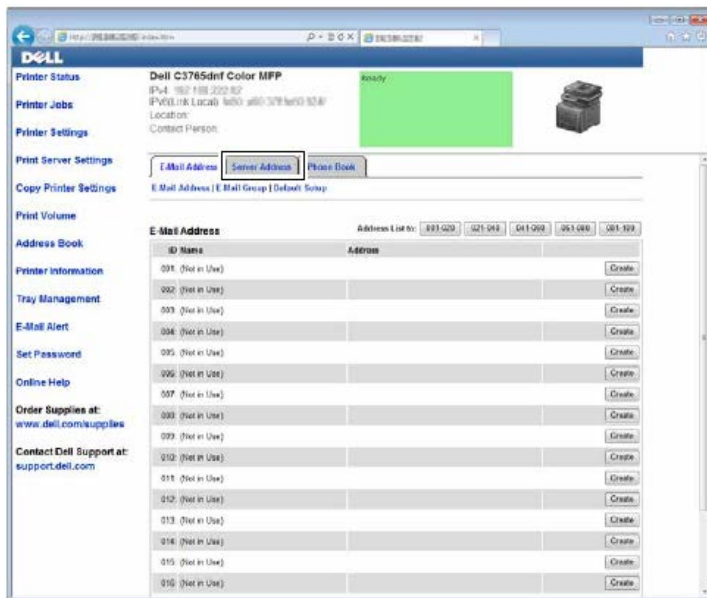 DELL
Printer Status
Printer Jobs
Printer Settings
Print Server Settings
Copy Printer Settings
Print Volume
Address Book
Printer Information
Tray Management
E-Mail Alert
Set Password
Online Help
Order Supplies at:
www.dell.com/supplies
Contact Dell Support at:
support.dell.com
Dell C3765dnf Color MFP
IPv4:
IPv6(Link Local):
Location:
Contact Person:
Ready
E-Mail Address Server Address Phone Book
E-Mail Address | E-Mail Group | Default Setup
E-Mail Address Address List to: 001-020 021-040 041-060 061-080 081-100
ID Name Address
001: (Not in Use) Create
002: (Not in Use) Create
003: (Not in Use) Create
004: (Not in Use) Create
005: (Not in Use) Create
006: (Not in Use) Create
007: (Not in Use) Create
008: (Not in Use) Create
009: (Not in Use) Create
010: (Not in Use) Create
011: (Not in Use) Create
012: (Not in Use) Create
013: (Not in Use) Create
014: (Not in Use) Create
015: (Not in Use) Create
016: (Not in Use) Create